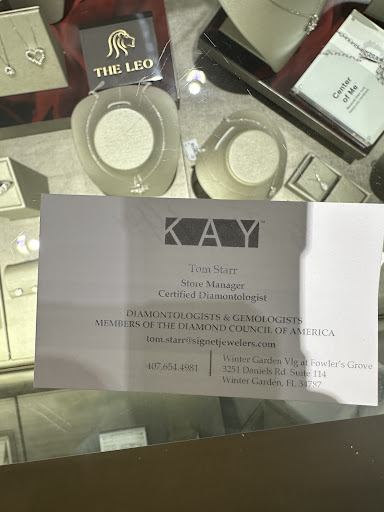 THE LEO
Center
of Me
KAY
Tom Starr
Store Manager
Certified Diamontologist
DIAMONTOLOGISTS & GEMOLOGISTS
MEMBERS OF THE DIAMOND COUNCIL OF AMERICA
tom.starr@signetjewelers.com
407.654.4981
Winter Garden Vlg at Fowler's Grove
3251 Daniels Rd Suite 114
Winter Garden, FL 34787